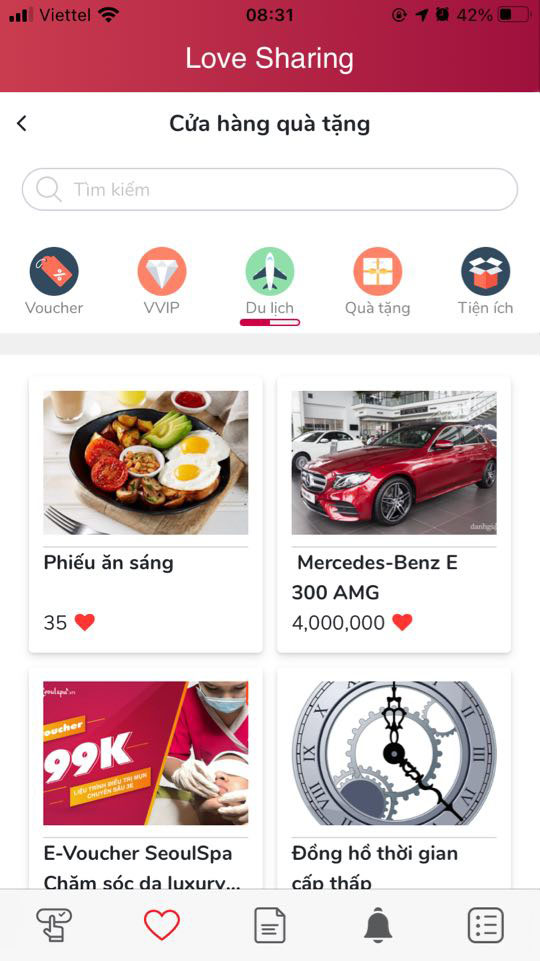 Viettel 08:31 42%
Love Sharing
Cửa hàng quà tặng
Tìm kiếm
Voucher VVIP Du lịch Quà tặng Tiện ích
Phiếu ăn sáng
35
Mercedes-Benz E
300 AMG
4,000,000
Seoulspa.vn
Voucher
99K
LIỆU TRÌNH ĐIỀU TRỊ MỤN
CHUYÊN SÂU 3E
E-Voucher SeoulSpa
Chăm sóc da luxury...
Đồng hồ thời gian
cấp thấp